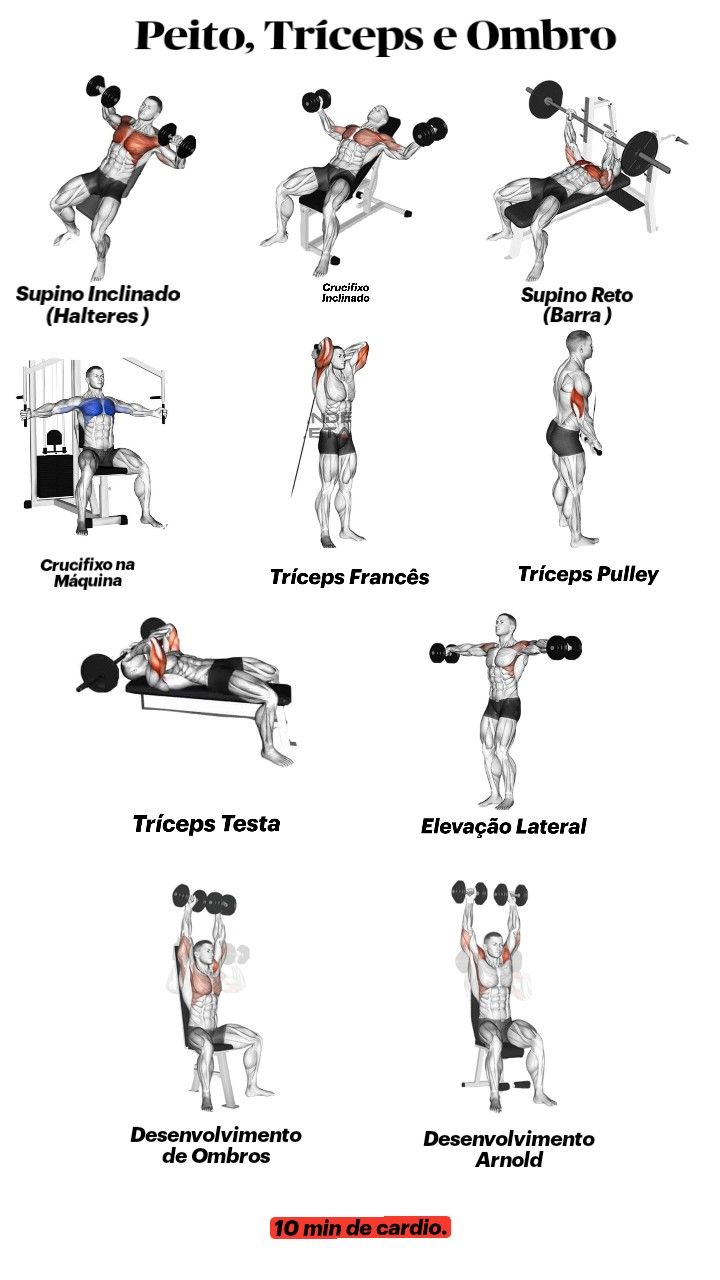 Peito, Tríceps e Ombro
Supino Inclinado
(Halteres )
Crucifixo
Inclinado
Supino Reto
(Barra )
Crucifixo na
Máquina
Tríceps Francês
Tríceps Pulley
Tríceps Testa
Elevação Lateral
Desenvolvimento
de Ombros
Desenvolvimento
Arnold
10 min de cardio.